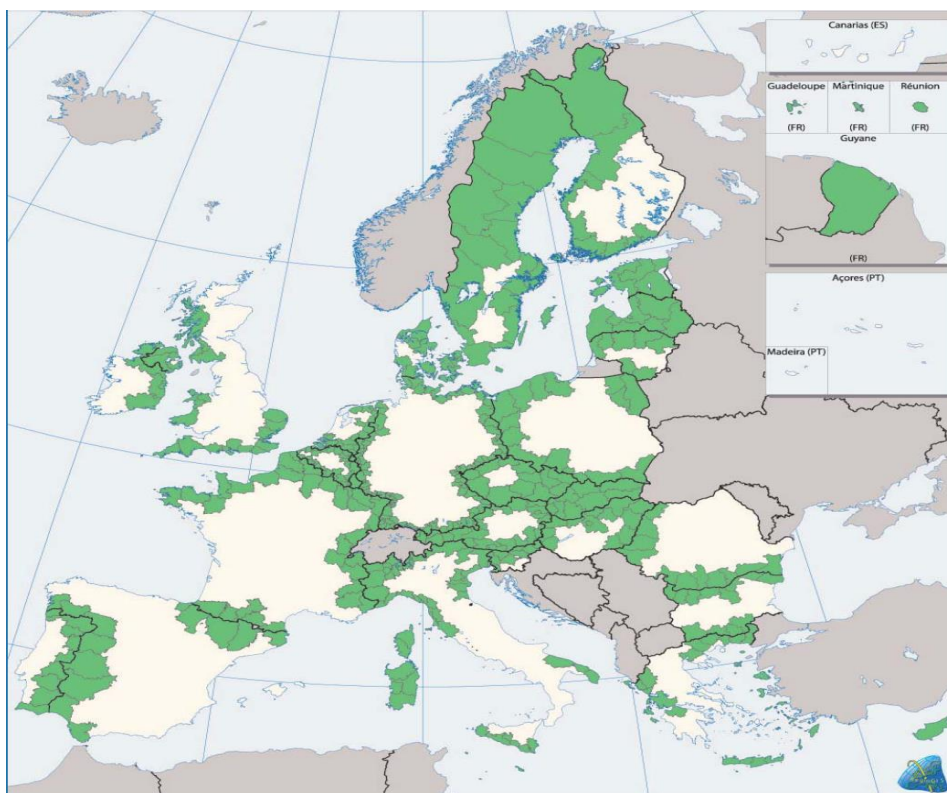 Canarias (ES)
Guadeloupe
Martinique
Réunion
(FR)
(FR)
(FR)
Guyane
(FR)
Açores (PT)
Madeira (PT)